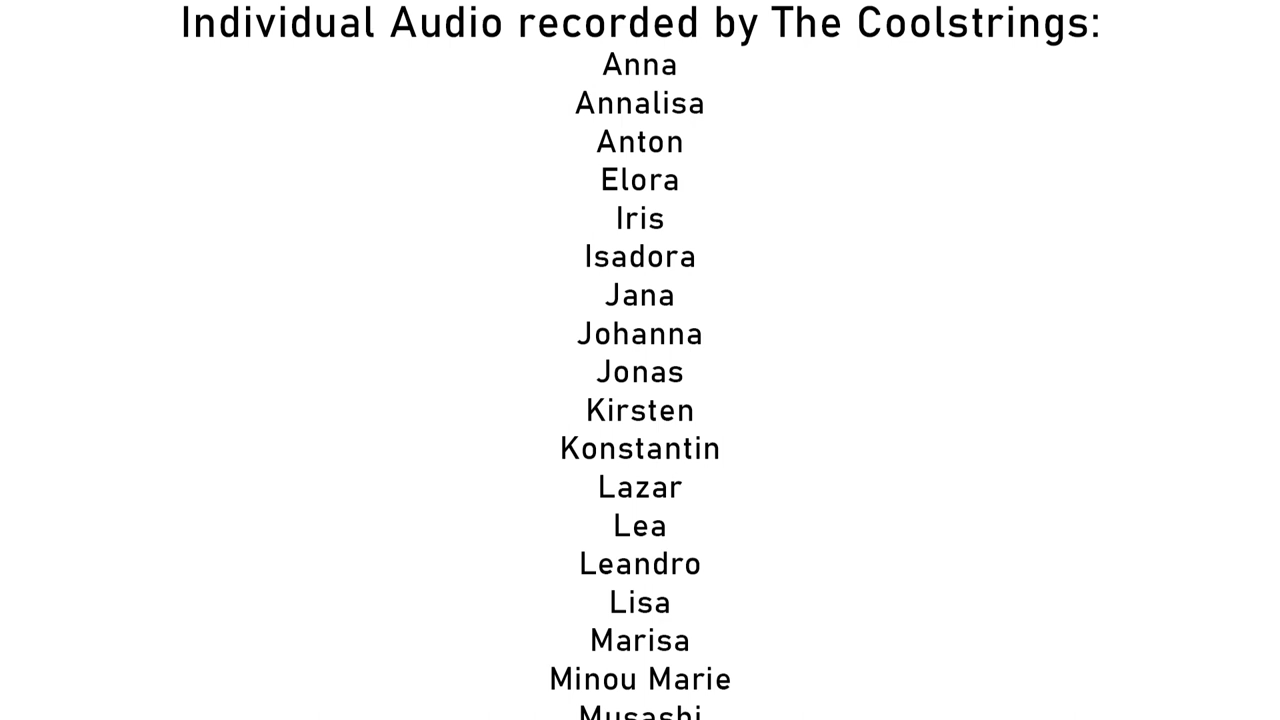 Individual Audio recorded by The Coolstrings:
Anna
Annalisa
Anton
Elora
Iris
Isadora
Jana
Johanna
Jonas
Kirsten
Konstantin
Lazar
Lea
Leandro
Lisa
Marisa
Minou Marie
Musashi